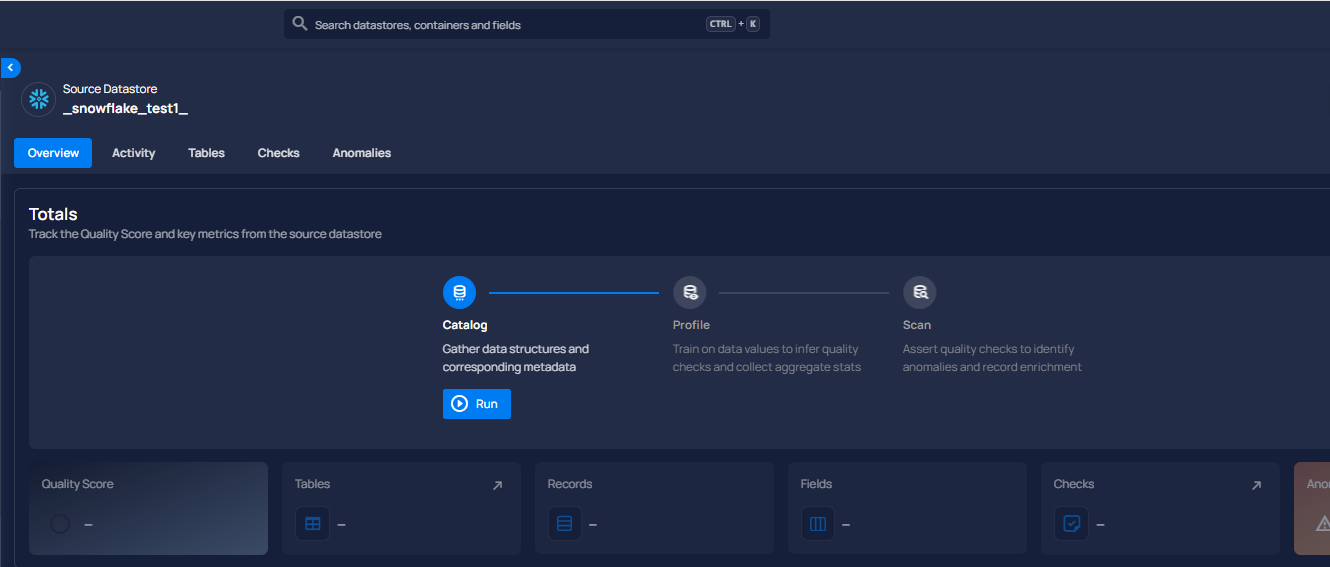 Search datastores, containers and fields CTRL + K
Source Datastore
_snowflake_test1_
Overview Activity Tables Checks Anomalies
Totals
Track the Quality Score and key metrics from the source datastore
Catalog Profile Scan
Gather data structures and Train on data values to infer quality Assert quality checks to identify
corresponding metadata checks and collect aggregate stats anomalies and record enrichment
Run
Quality Score Tables Records Fields Checks
– – – – –